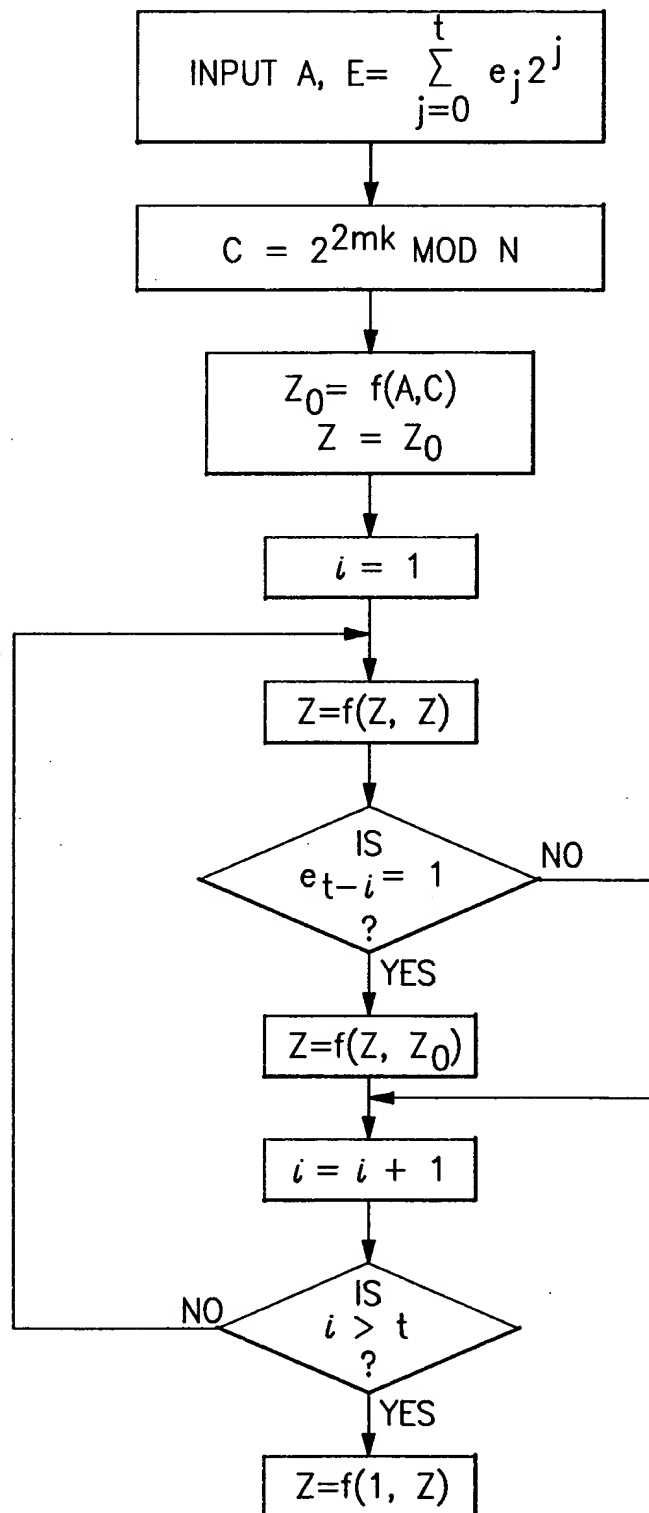 INPUT A, E= t∑j=0 e_j 2^j
C = 2^2mk MOD N
Z_0= f(A,C)
Z = Z_0
i = 1
Z=f(Z, Z)
IS
e_t-i= 1
?
NO
YES
Z=f(Z, Z_0)
i = i + 1
IS
i > t
?
NO
YES
Z=f(1, Z)